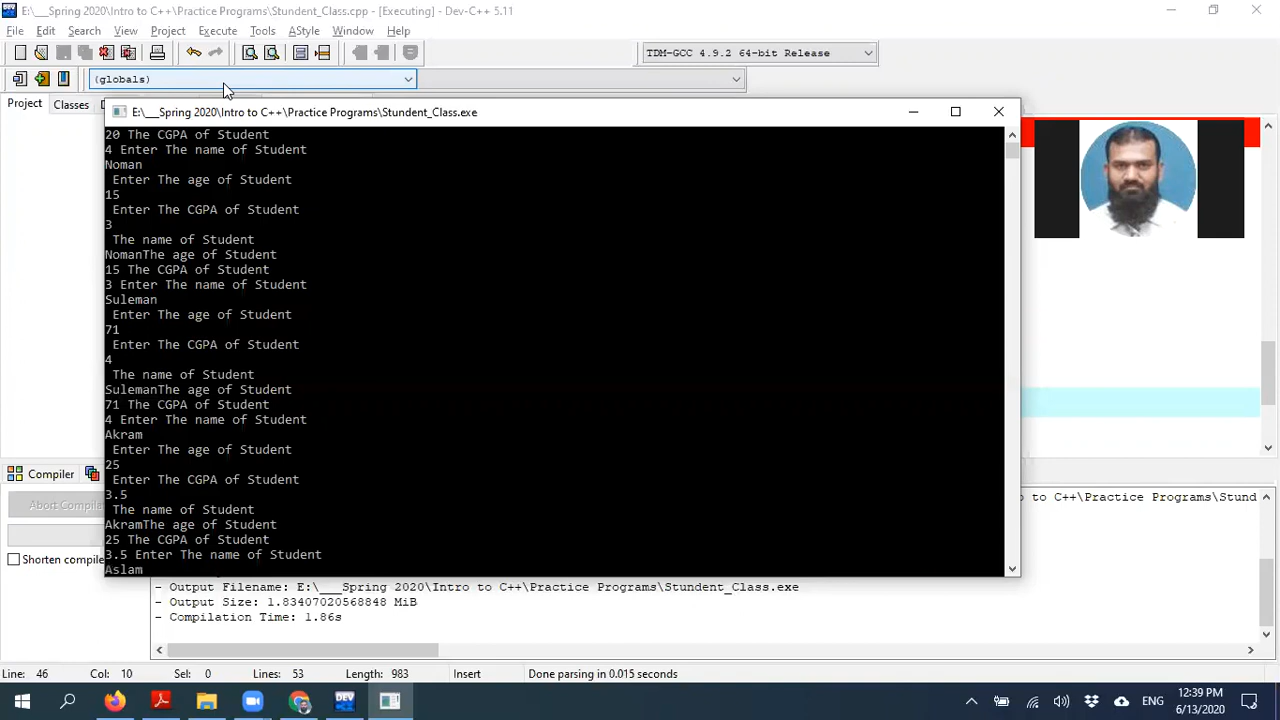 E:\___Spring 2020\Intro to C++\Practice Programs\Stundent_Class.cpp - [Executing] - Dev-C++ 5.11
File Edit Search View Project Execute Tools AStyle Window Help
TDM-GCC 4.9.2 64-bit Release
(globals)
Project Classes
E:\___Spring 2020\Intro to C++\Practice Programs\Stundent_Class.exe
20 The CGPA of Student
4 Enter The name of Student
Noman
Enter The age of Student
15
Enter The CGPA of Student
3
The name of Student
NomanThe age of Student
15 The CGPA of Student
3 Enter The name of Student
Suleman
Enter The age of Student
71
Enter The CGPA of Student
4
The name of Student
SulemanThe age of Student
71 The CGPA of Student
4 Enter The name of Student
Akram
Enter The age of Student
25
Enter The CGPA of Student
3.5
The name of Student
AkramThe age of Student
25 The CGPA of Student
3.5 Enter The name of Student
Aslam
Compiler
o to C++\Practice Programs\Stund
Abort Compile
Shorten compile
- Output Filename: E:\___Spring 2020\Intro to C++\Practice Programs\Stundent_Class.exe
- Output Size: 1.83407020568848 MiB
- Compilation Time: 1.86s
Line: 46 Col: 10 Sel: 0 Lines: 53 Length: 983 Insert Done parsing in 0.015 seconds
DEV
ENG
12:39 PM
6/13/2020